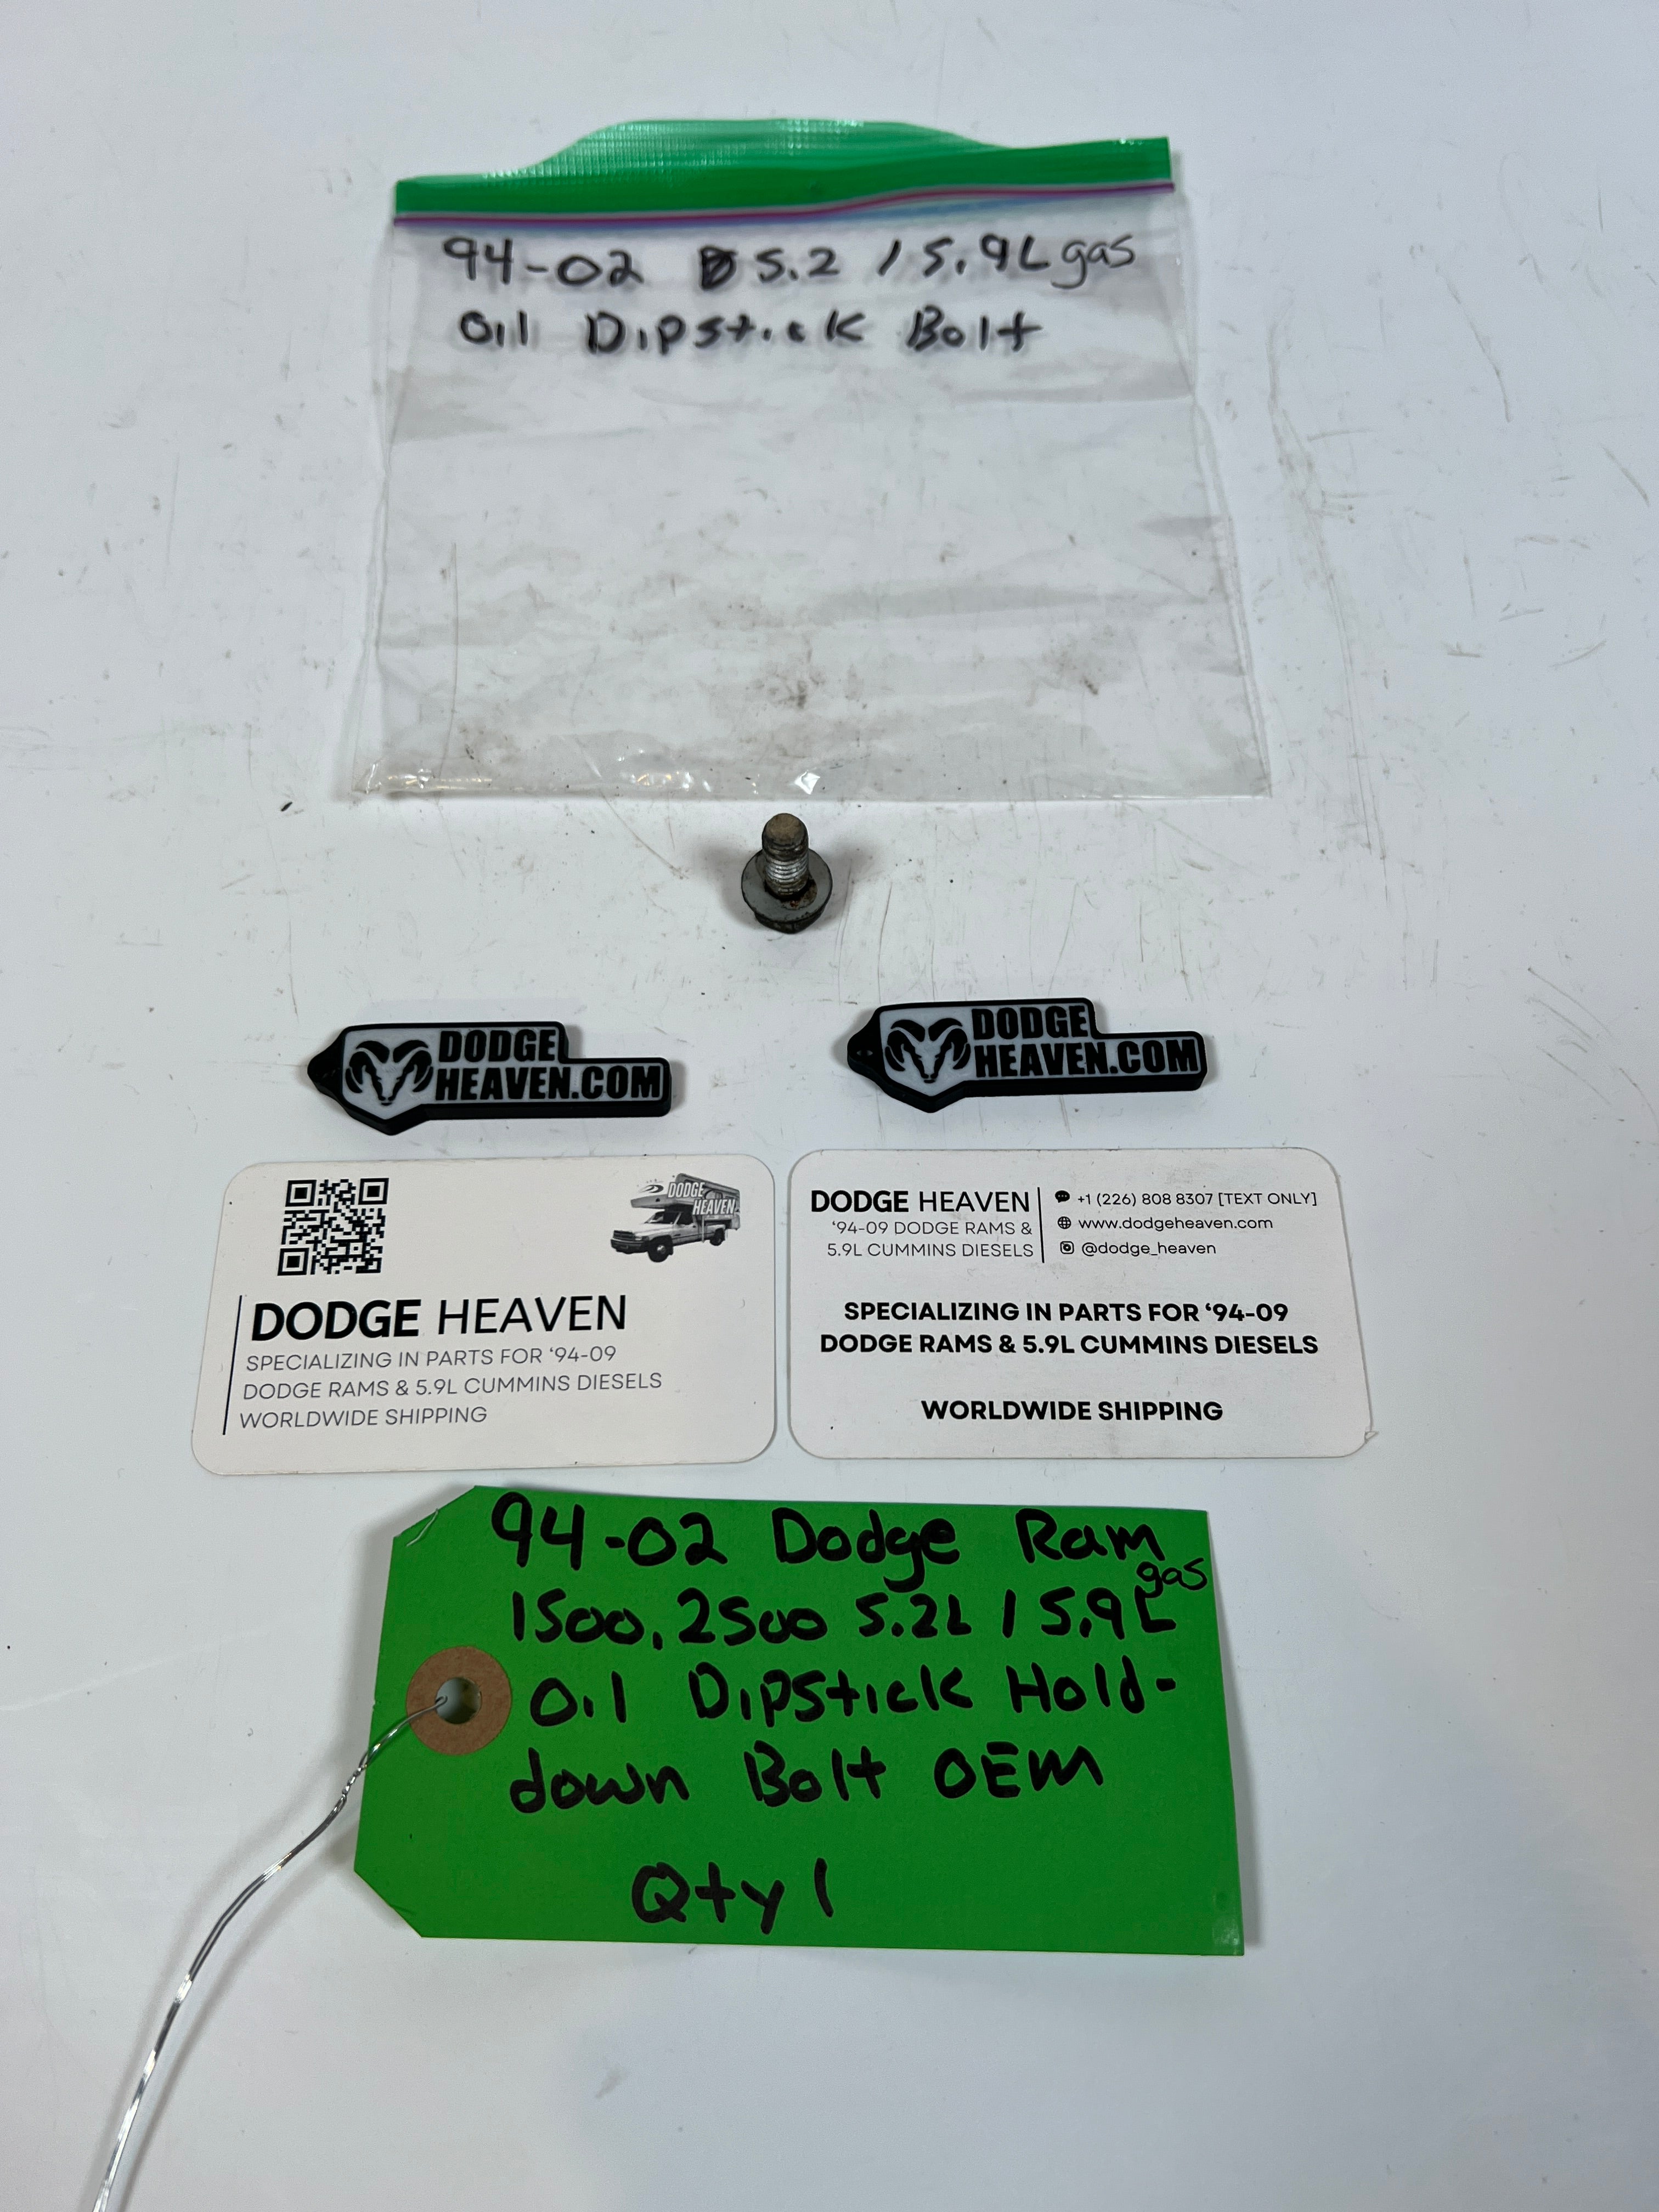 94-02 5.2 / 5.9L gas
Oil Dipstick Bolt
DODGE
HEAVEN.COM
DODGE
HEAVEN.COM
DODGE
HEAVEN
DODGE HEAVEN
SPECIALIZING IN PARTS FOR ‘94-09
DODGE RAMS & 5.9L CUMMINS DIESELS
WORLDWIDE SHIPPING
DODGE HEAVEN
‘94-09 DODGE RAMS &
5.9L CUMMINS DIESELS
+1 (226) 808 8307 [TEXT ONLY]
www.dodgeheaven.com
@dodge_heaven
SPECIALIZING IN PARTS FOR ‘94-09
DODGE RAMS & 5.9L CUMMINS DIESELS
WORLDWIDE SHIPPING
94-02 Dodge Ram
gas
1500, 2500 5.2L / 5.9L
Oil Dipstick Hold-
down Bolt OEM
Qty 1